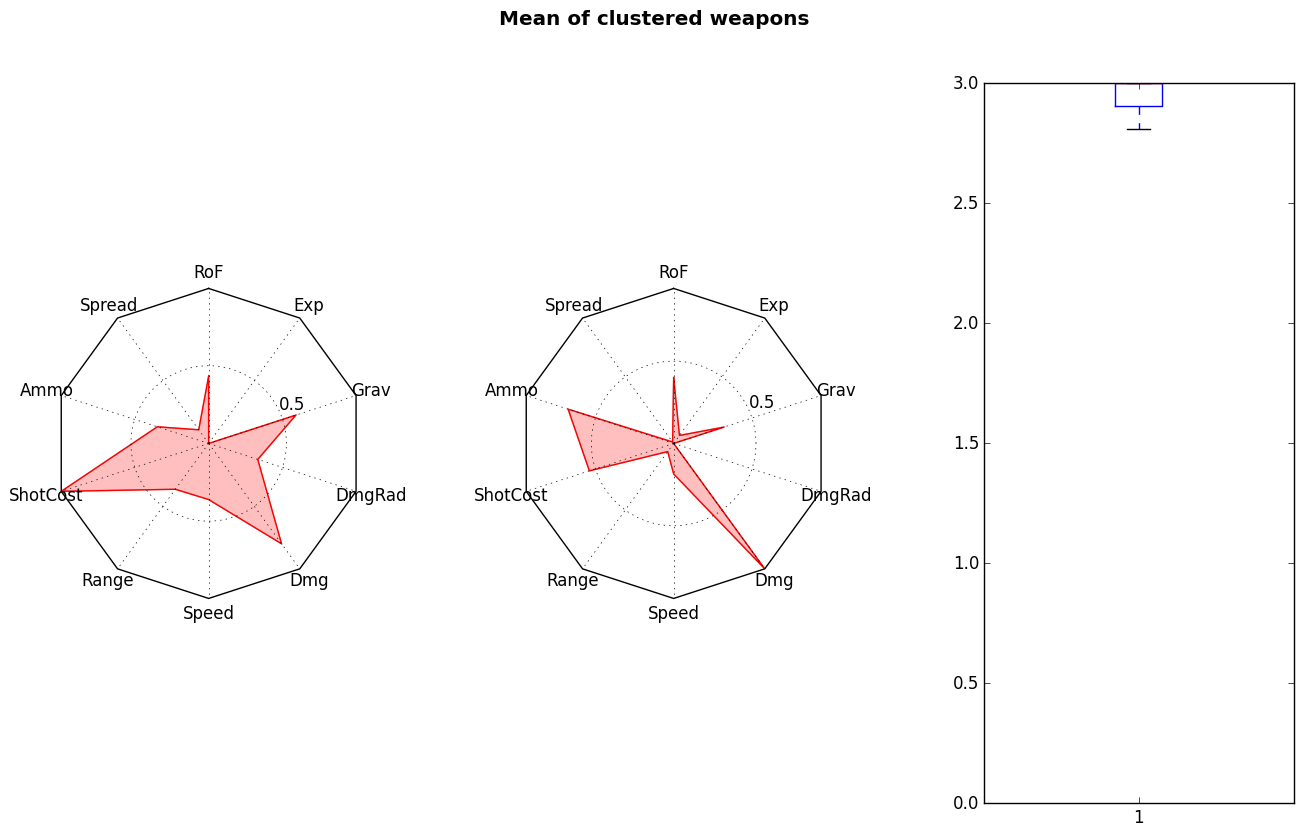 Mean of clustered weapons
RoF
Exp
Grav
DmgRad
Dmg
Speed
Range
ShotCost
Ammo
Spread
0.5
RoF
Exp
Grav
DmgRad
Dmg
Speed
Range
ShotCost
Ammo
Spread
0.5
3.0
2.5
2.0
1.5
1.0
0.5
0.0
1